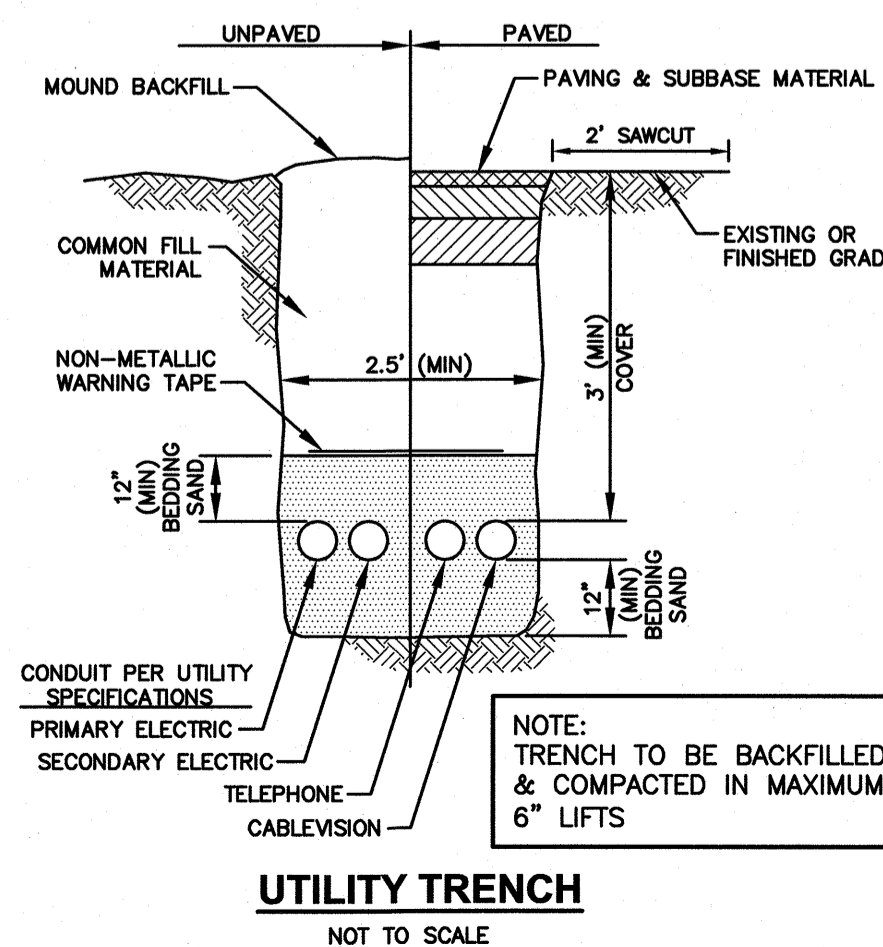 UNPAVED
PAVED
MOUND BACKFILL
PAVING & SUBBASE MATERIAL
2' SAWCUT
COMMON FILL
MATERIAL
EXISTING OR
FINISHED GRAD
NON-METALLIC
WARNING TAPE
2.5' (MIN)
3' (MIN)
COVER
12"
(MIN)
BEDDING
SAND
12"
(MIN)
BEDDING
SAND
CONDUIT PER UTILITY
SPECIFICATIONS
PRIMARY ELECTRIC
SECONDARY ELECTRIC
TELEPHONE
CABLEVISION
NOTE:
TRENCH TO BE BACKFILLED
& COMPACTED IN MAXIMUM
6" LIFTS
UTILITY TRENCH
NOT TO SCALE